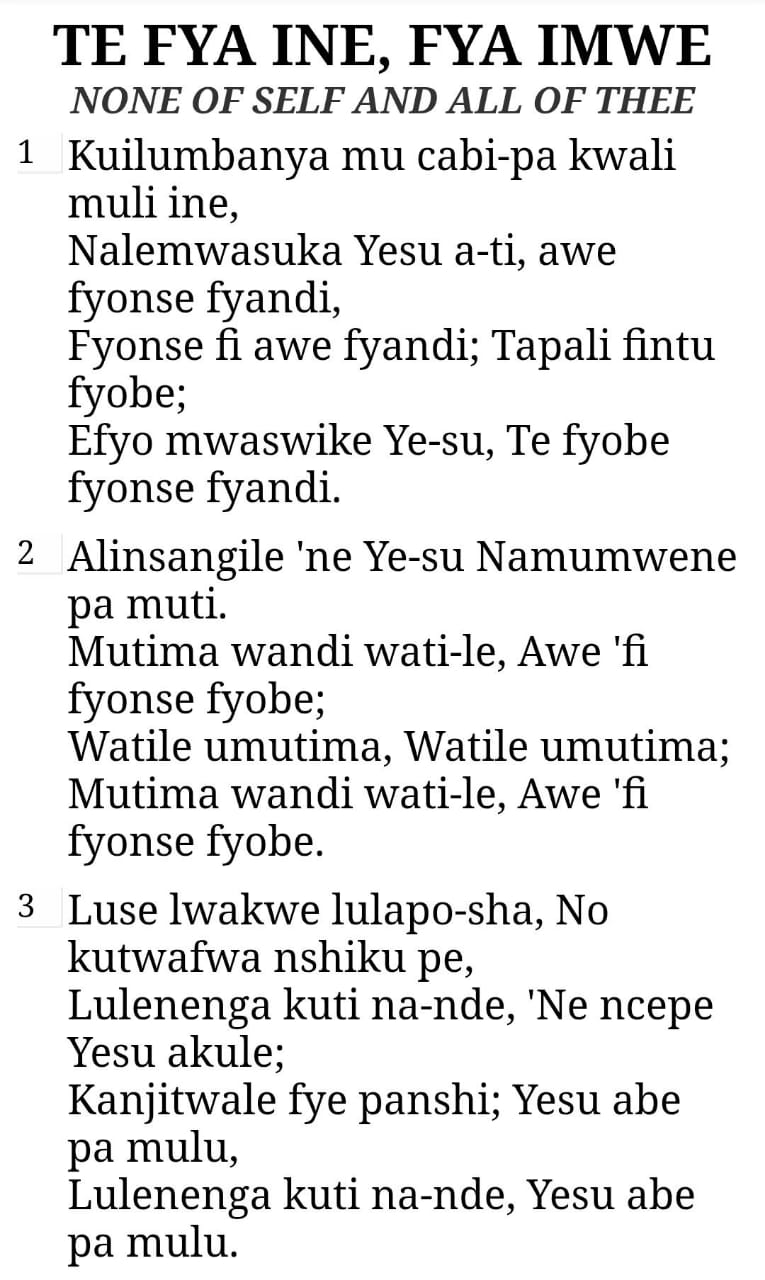 TE FYA INE, FYA IMWE
NONE OF SELF AND ALL OF THEE
1 Kuilumbanya mu cabi-pa kwali
muli ine,
Nalemwasuka Yesu a-ti, awe
fyonse fyandi,
Fyonse fi awe fyandi; Tapali fintu
fyobe;
Efyo mwaswike Ye-su, Te fyobe
fyonse fyandi.
2 Alinsangile 'ne Ye-su Namumwene
pa muti.
Mutima wandi wati-le, Awe 'fi
fyonse fyobe;
Watile umutima, Watile umutima;
Mutima wandi wati-le, Awe 'fi
fyonse fyobe.
3 Luse lwakwe lulapo-sha, No
kutwafwa nshiku pe,
Lulenenga kuti na-nde, 'Ne ncepe
Yesu akule;
Kanjitwale fye panshi; Yesu abe
pa mulu,
Lulenenga kuti na-nde, Yesu abe
pa mulu.